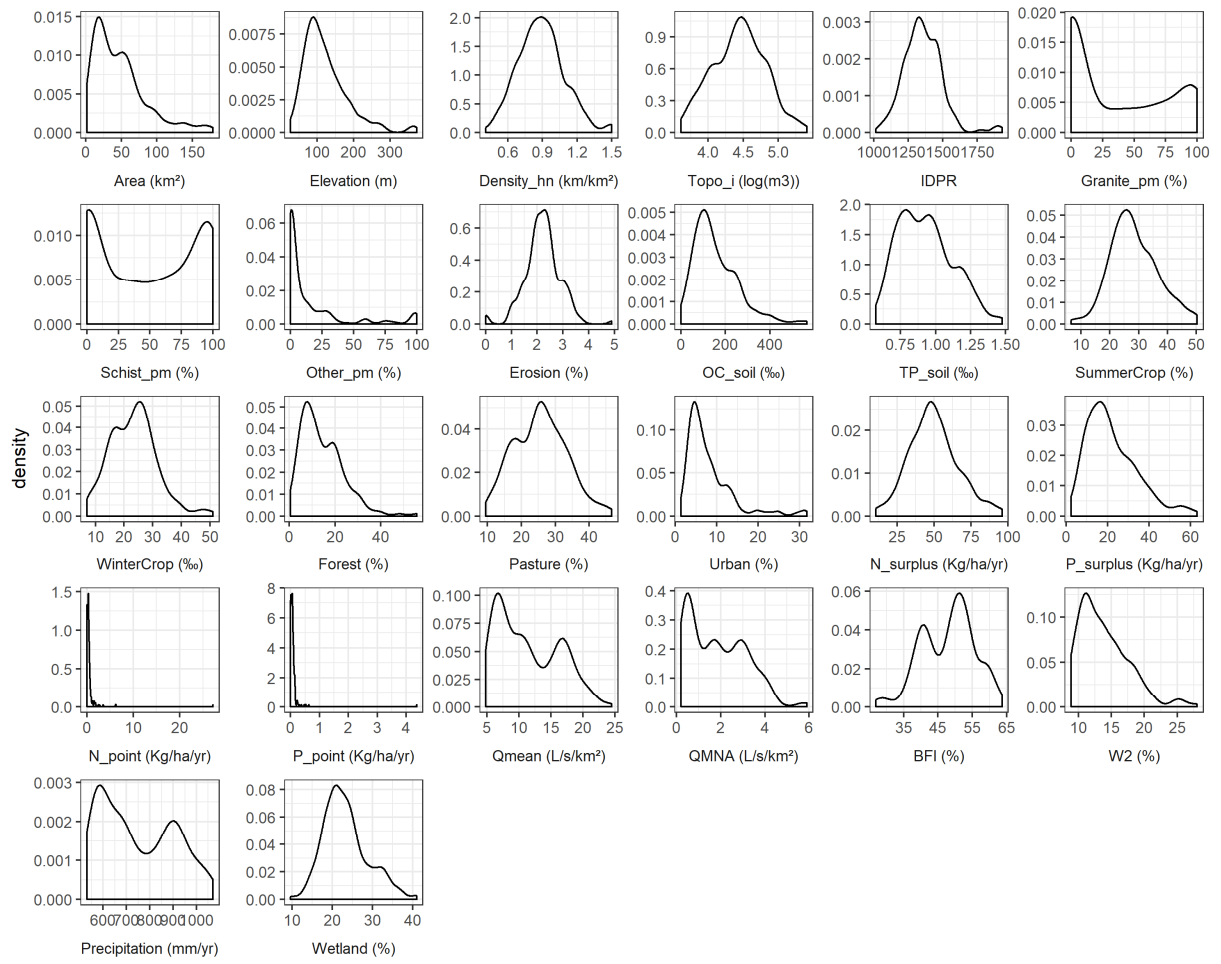 0.015
0.010
0.005
0.000
0 50 100 150
Area (km²)
0.0075
0.0050
0.0025
0.0000
100 200 300
Elevation (m)
2.0
1.5
1.0
0.5
0.0
0.6 0.9 1.2 1.5
Density_hn (km/km²)
0.9
0.6
0.3
0.0
4.0 4.5 5.0
Topo_i (log(m3))
0.003
0.002
0.001
0.000
1000 1250 1500 1750
IDPR
0.020
0.015
0.010
0.005
0.000
0 25 50 75 100
Granite_pm (%)
0.010
0.005
0.000
0 25 50 75 100
Schist_pm (%)
0.06
0.04
0.02
0.00
0 25 50 75 100
Other_pm (%)
0.6
0.4
0.2
0.0
0 1 2 3 4 5
Erosion (%)
0.005
0.004
0.003
0.002
0.001
0.000
0 200 400
OC_soil (‰)
2.0
1.5
1.0
0.5
0.0
0.75 1.00 1.25 1.50
TP_soil (‰)
0.05
0.04
0.03
0.02
0.01
0.00
10 20 30 40 50
SummerCrop (%)
density
0.05
0.04
0.03
0.02
0.01
0.00
10 20 30 40 50
WinterCrop (‰)
0.05
0.04
0.03
0.02
0.01
0.00
0 20 40
Forest (%)
0.04
0.02
0.00
10 20 30 40
Pasture (%)
0.10
0.05
0.00
0 10 20 30
Urban (%)
0.02
0.01
0.00
25 50 75 100
N_surplus (Kg/ha/yr)
0.03
0.02
0.01
0.00
0 20 40 60
P_surplus (Kg/ha/yr)
1.5
1.0
0.5
0.0
0 10 20
N_point (Kg/ha/yr)
8
6
4
2
0
0 1 2 3 4
P_point (Kg/ha/yr)
0.100
0.075
0.050
0.025
0.000
5 10 15 20 25
Qmean (L/s/km²)
0.4
0.3
0.2
0.1
0.0
0 2 4 6
QMNA (L/s/km²)
0.06
0.04
0.02
0.00
35 45 55 65
BFI (%)
0.10
0.05
0.00
10 15 20 25
W2 (%)
0.003
0.002
0.001
0.000
600 700 800 900 1000
Precipitation (mm/yr)
0.08
0.06
0.04
0.02
0.00
10 20 30 40
Wetland (%)